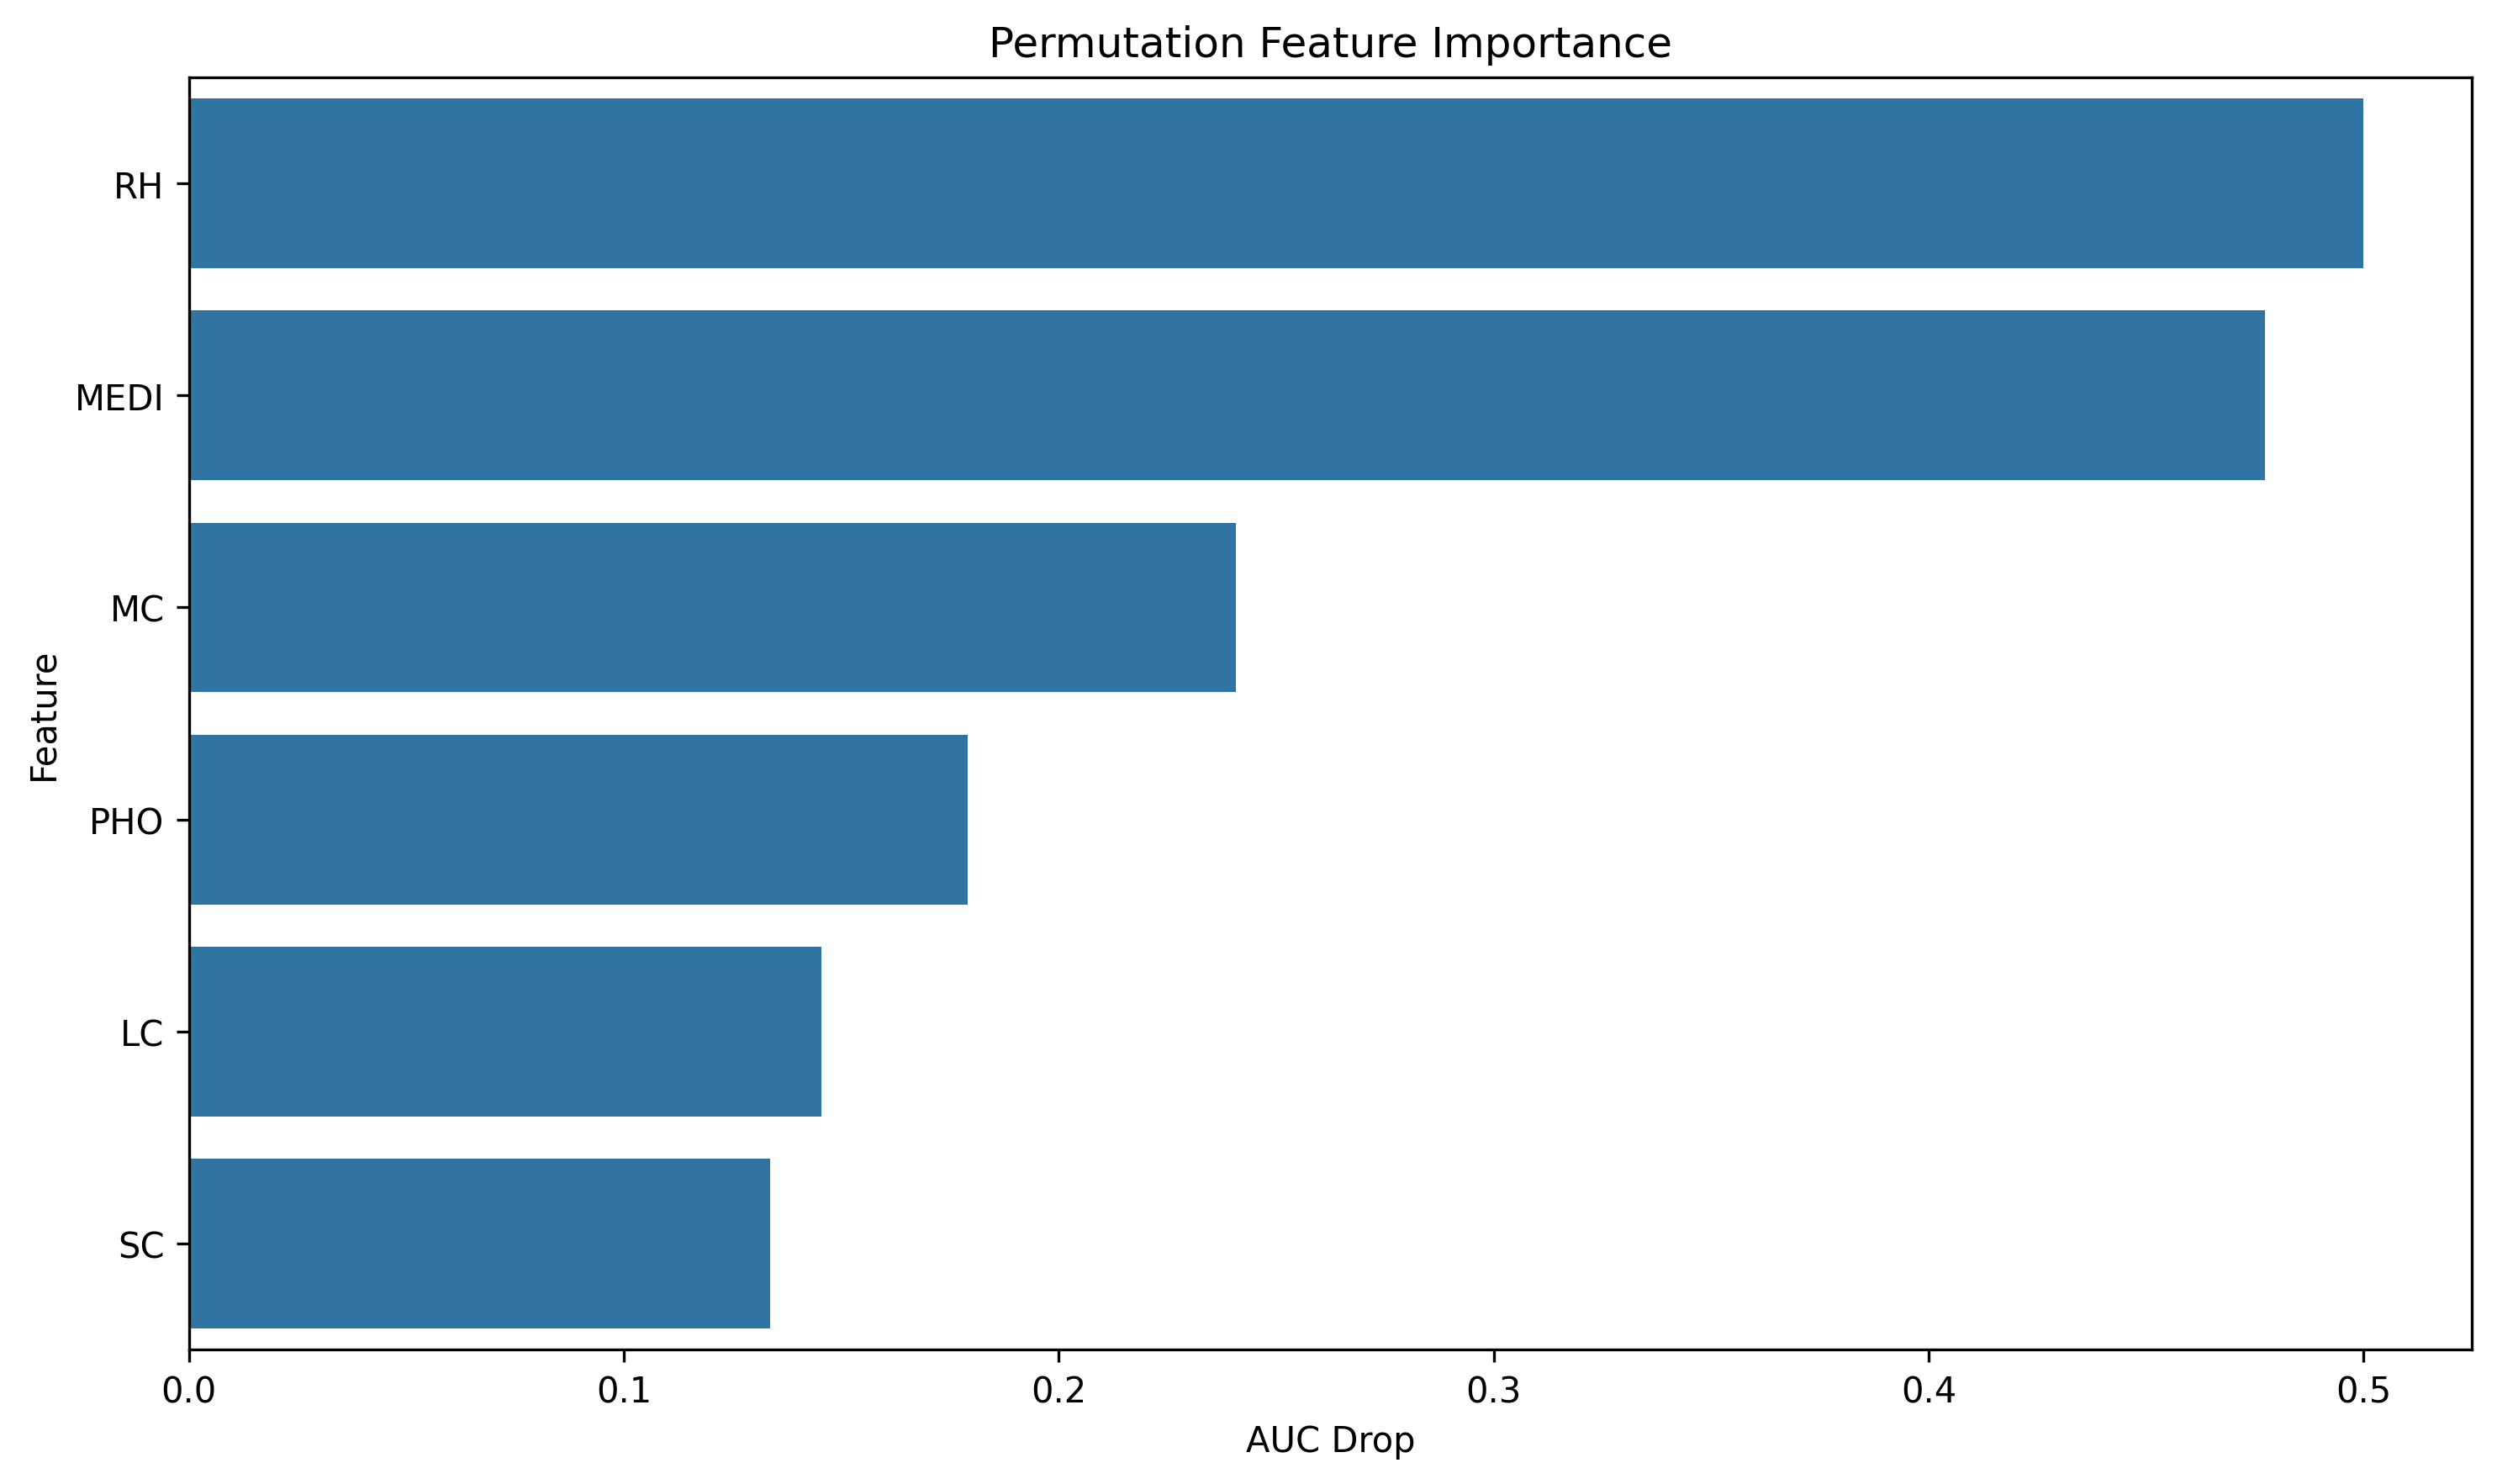 Permutation Feature Importance
RH
MEDI
MC
PHO
LC
SC
Feature
0.0 0.1 0.2 0.3 0.4 0.5
AUC Drop